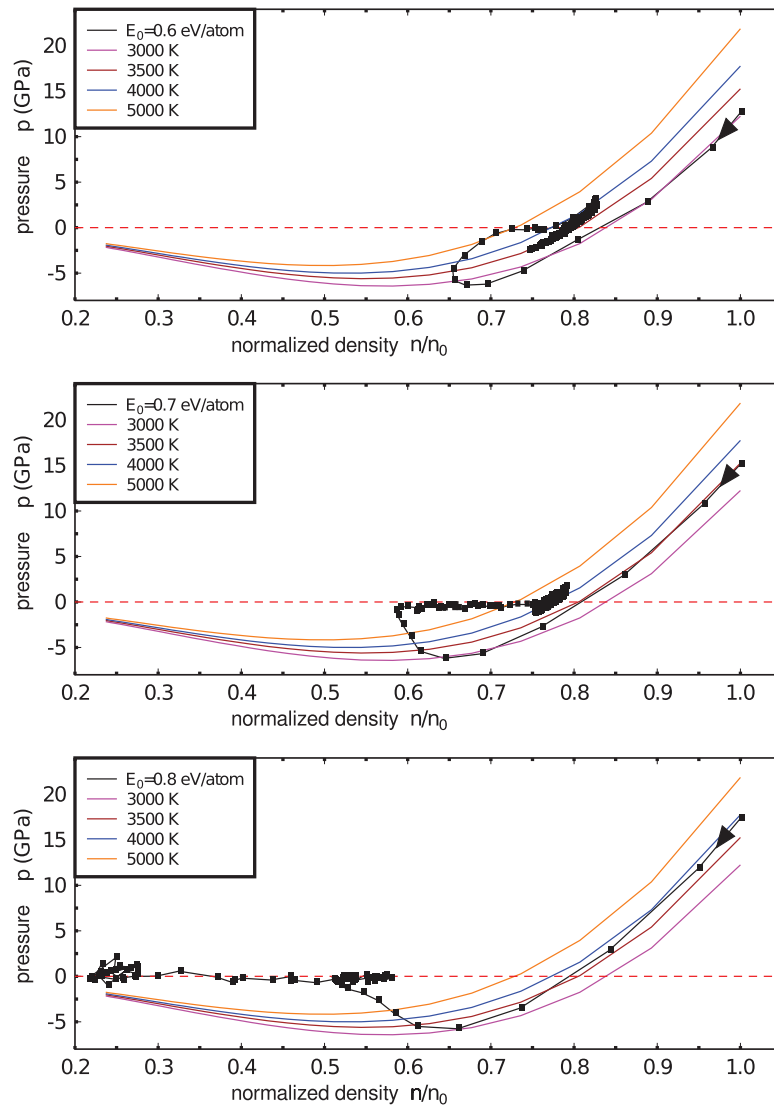 20
15
10
5
0
-5
pressure p (GPa)
E₀=0.6 eV/atom
3000 K
3500 K
4000 K
5000 K
0.2 0.3 0.4 0.5 0.6 0.7 0.8 0.9 1.0
normalized density n/n₀
20
15
10
5
0
-5
pressure p (GPa)
E₀=0.7 eV/atom
3000 K
3500 K
4000 K
5000 K
0.2 0.3 0.4 0.5 0.6 0.7 0.8 0.9 1.0
normalized density n/n₀
20
15
10
5
0
-5
pressure p (GPa)
E₀=0.8 eV/atom
3000 K
3500 K
4000 K
5000 K
0.2 0.3 0.4 0.5 0.6 0.7 0.8 0.9 1.0
normalized density n/n₀